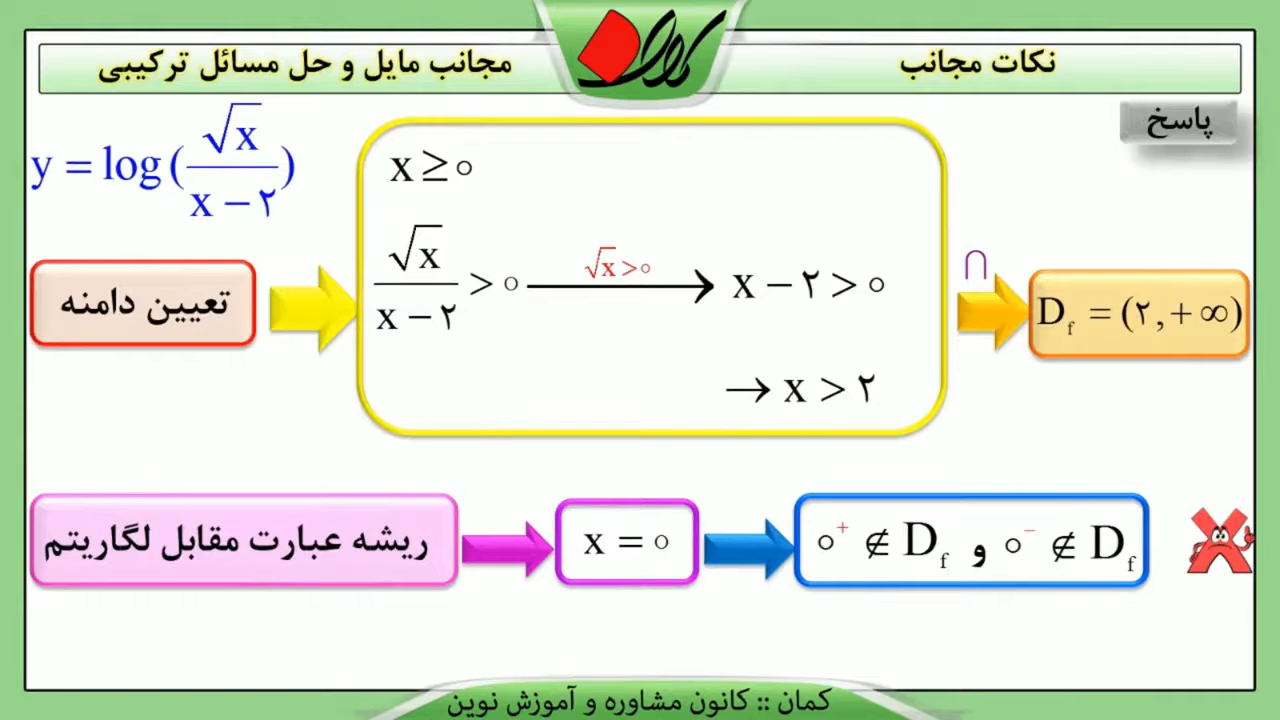 نکات مجانب
مجانب مایل و حل مسائل ترکیبی
کمان
پاسخ
y = log(√x / x − ۲)
تعیین دامنه
x ≥ ۰
√x / x − ۲ > ۰ √x > ۰ → x − ۲ > ۰
→ x > ۲
∩
D_f = (۲, + ∞)
ریشه عبارت مقابل لگاریتم
x = ۰
۰⁺ ∉ D_f و ۰⁻ ∉ D_f
کمان :: کانون مشاوره و آموزش نوین